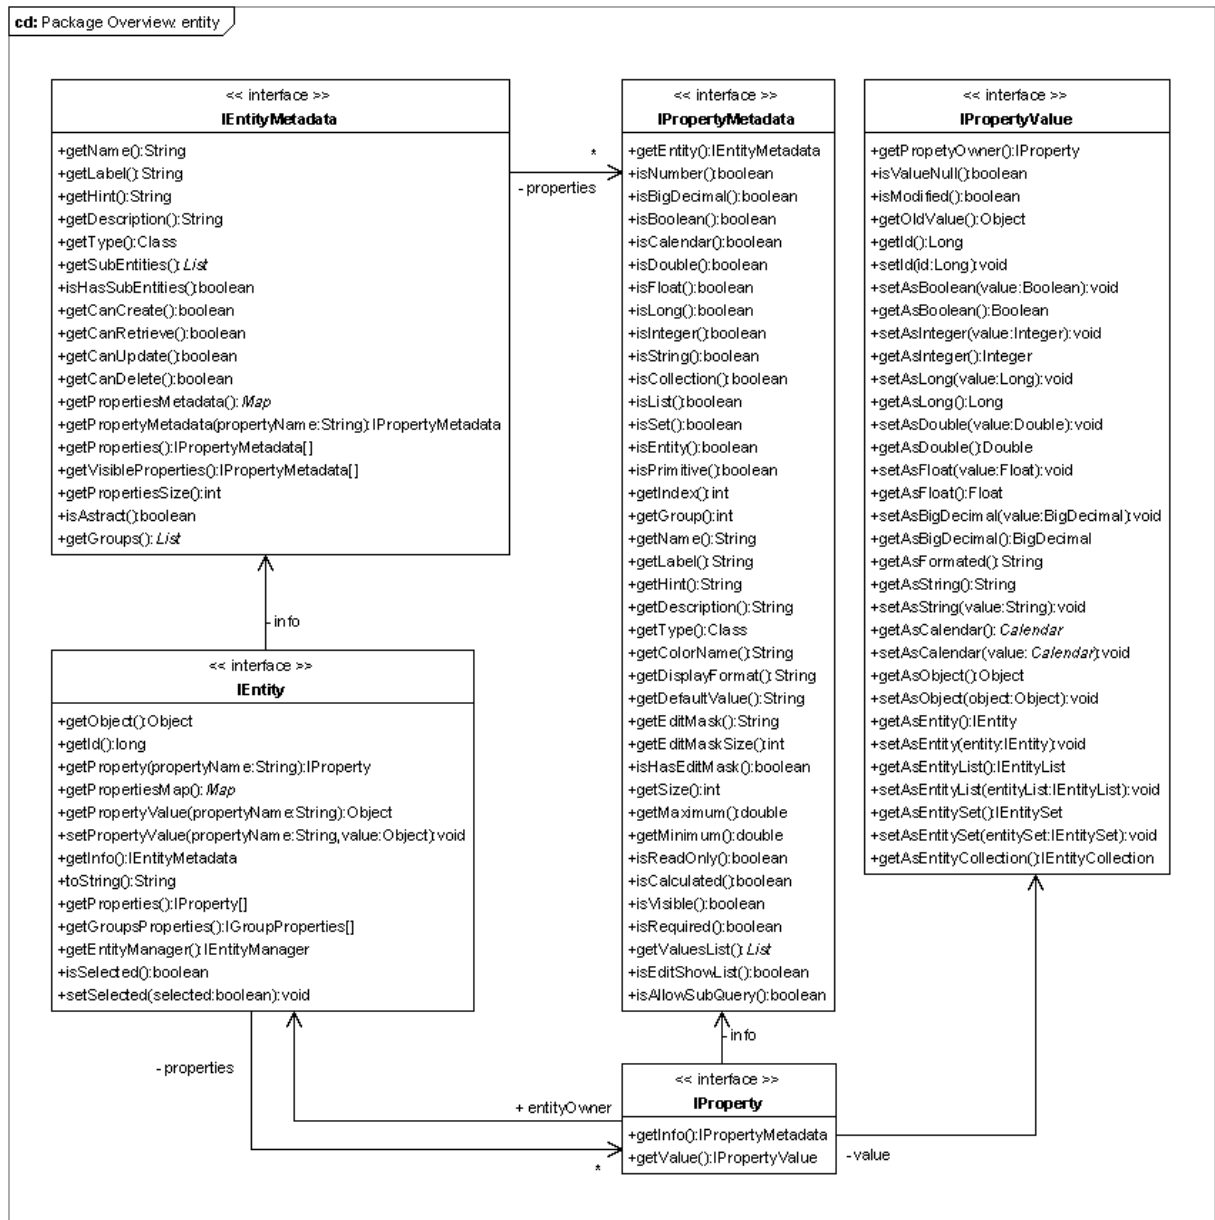 cd: Package Overview: entity
<< interface >>
IEntityMetadata
+getName():String
+getLabel():String
+getHint():String
+getDescription():String
+getType():Class
+getSubEntities():List
+isHasSubEntities():boolean
+getCanCreate():boolean
+getCanRetrieve():boolean
+getCanUpdate():boolean
+getCanDelete():boolean
+getPropertiesMetadata():Map
+getPropertyMetadata(propertyName:String):IPropertyMetadata
+getProperties():IPropertyMetadata[]
+getVisibleProperties():IPropertyMetadata[]
+getPropertiesSize():int
+isAstract():boolean
+getGroups():List
*
- properties
<< interface >>
IPropertyMetadata
+getEntity():IEntityMetadata
+isNumber():boolean
+isBigDecimal():boolean
+isBoolean():boolean
+isCalendar():boolean
+isDouble():boolean
+isFloat():boolean
+isLong():boolean
+isInteger():boolean
+isString():boolean
+isCollection():boolean
+isList():boolean
+isSet():boolean
+isEntity():boolean
+isPrimitive():boolean
+getIndex():int
+getGroup():int
+getName():String
+getLabel():String
+getHint():String
+getDescription():String
+getType():Class
+getColorName():String
+getDisplayFormat():String
+getDefaultValue():String
+getEditMask():String
+getEditMaskSize():int
+isHasEditMask():boolean
+getSize():int
+getMaximum():double
+getMinimum():double
+isReadOnly():boolean
+isCalculated():boolean
+isVisible():boolean
+isRequired():boolean
+getValuesList():List
+isEditShowList():boolean
+isAllowSubQuery():boolean
<< interface >>
IPropertyValue
+getPropetyOwner():IProperty
+isValueNull():boolean
+isModified():boolean
+getOldValue():Object
+getId():Long
+setId(id:Long):void
+setAsBoolean(value:Boolean):void
+getAsBoolean():Boolean
+setAsInteger(value:Integer):void
+getAsInteger():Integer
+setAsLong(value:Long):void
+getAsLong():Long
+setAsDouble(value:Double):void
+getAsDouble():Double
+setAsFloat(value:Float):void
+getAsFloat():Float
+setAsBigDecimal(value:BigDecimal):void
+getAsBigDecimal():BigDecimal
+getAsFormated():String
+getAsString():String
+setAsString(value:String):void
+getAsCalendar():Calendar
+setAsCalendar(value:Calendar):void
+getAsObject():Object
+setAsObject(object:Object):void
+getAsEntity():IEntity
+setAsEntity(entity:IEntity):void
+getAsEntityList():IEntityList
+setAsEntityList(entityList:IEntityList):void
+getAsEntitySet():IEntitySet
+setAsEntitySet(entitySet:IEntitySet):void
+getAsEntityCollection():IEntityCollection
- info
<< interface >>
IEntity
+getObject():Object
+getId():long
+getProperty(propertyName:String):IProperty
+getPropertiesMap():Map
+getPropertyValue(propertyName:String):Object
+setPropertyValue(propertyName:String,value:Object):void
+getInfo():IEntityMetadata
+toString():String
+getProperties():IProperty[]
+getGroupsProperties():IGroupProperties[]
+getEntityManager():IEntityManager
+isSelected():boolean
+setSelected(selected:boolean):void
- info
- properties
<< interface >>
IProperty
+getInfo():IPropertyMetadata
+getValue():IPropertyValue
+ entityOwner
*
- value